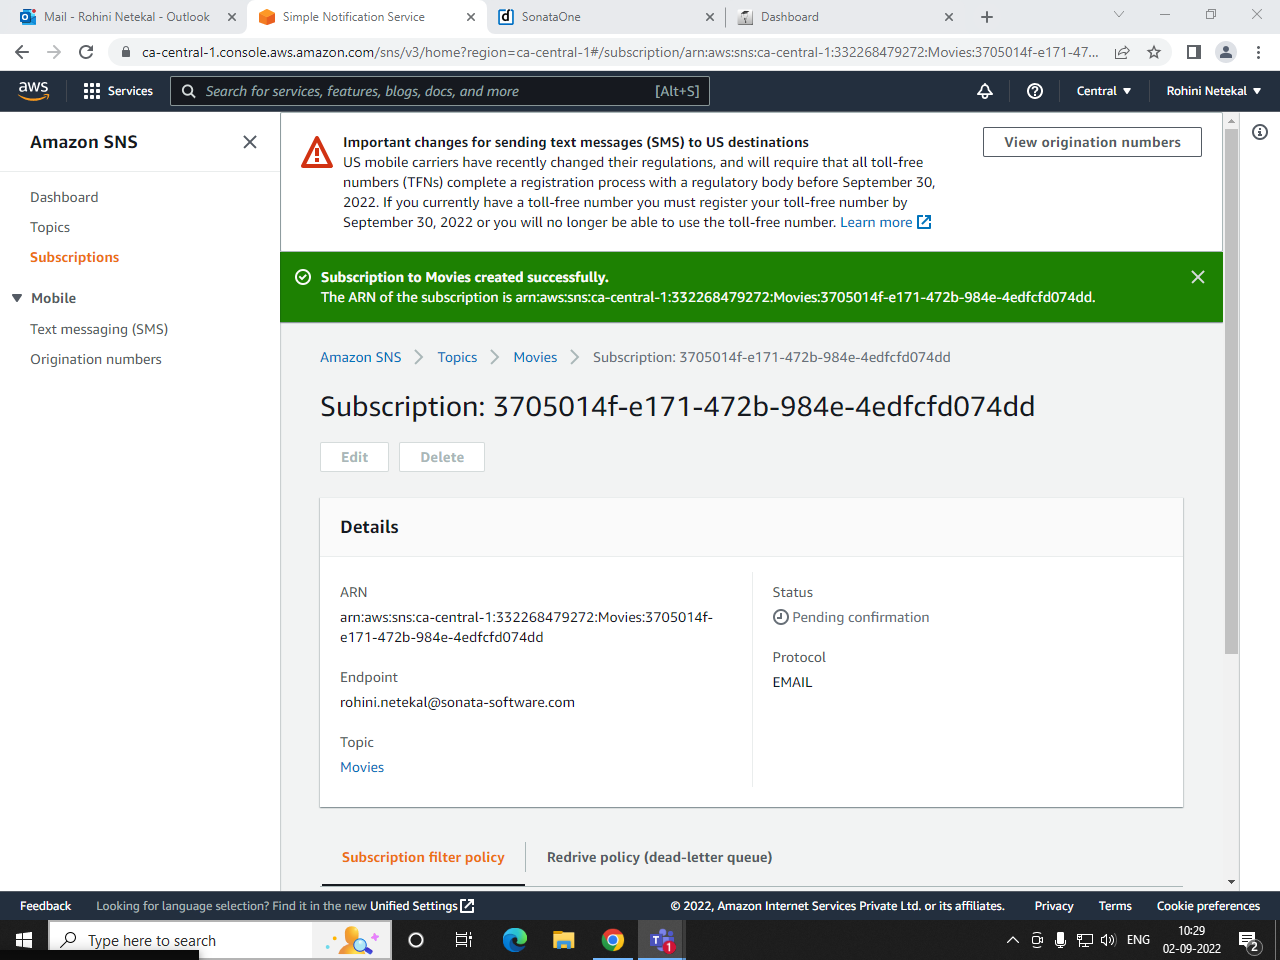 Mail - Rohini Netekal - Outlook
Simple Notification Service
SonataOne
Dashboard
ca-central-1.console.aws.amazon.com/sns/v3/home?region=ca-central-1#/subscription/arn:aws:sns:ca-central-1:332268479272:Movies:3705014f-e171-47...
aws
Services
Search for services, features, blogs, docs, and more
[Alt+S]
Central
Rohini Netekal
Amazon SNS
Dashboard
Topics
Subscriptions
Mobile
Text messaging (SMS)
Origination numbers
Important changes for sending text messages (SMS) to US destinations
US mobile carriers have recently changed their regulations, and will require that all toll-free
numbers (TFNs) complete a registration process with a regulatory body before September 30,
2022. If you currently have a toll-free number you must register your toll-free number by
September 30, 2022 or you will no longer be able to use the toll-free number. Learn more
View origination numbers
Subscription to Movies created successfully.
The ARN of the subscription is arn:aws:sns:ca-central-1:332268479272:Movies:3705014f-e171-472b-984e-4edfcfd074dd.
Amazon SNS
Topics
Movies
Subscription: 3705014f-e171-472b-984e-4edfcfd074dd
Subscription: 3705014f-e171-472b-984e-4edfcfd074dd
Edit
Delete
Details
ARN
arn:aws:sns:ca-central-1:332268479272:Movies:3705014f-
e171-472b-984e-4edfcfd074dd
Endpoint
rohini.netekal@sonata-software.com
Topic
Movies
Status
Pending confirmation
Protocol
EMAIL
Subscription filter policy
Redrive policy (dead-letter queue)
Feedback
Looking for language selection? Find it in the new Unified Settings
© 2022, Amazon Internet Services Private Ltd. or its affiliates.
Privacy
Terms
Cookie preferences
Type here to search
1
ENG
10:29
02-09-2022
2